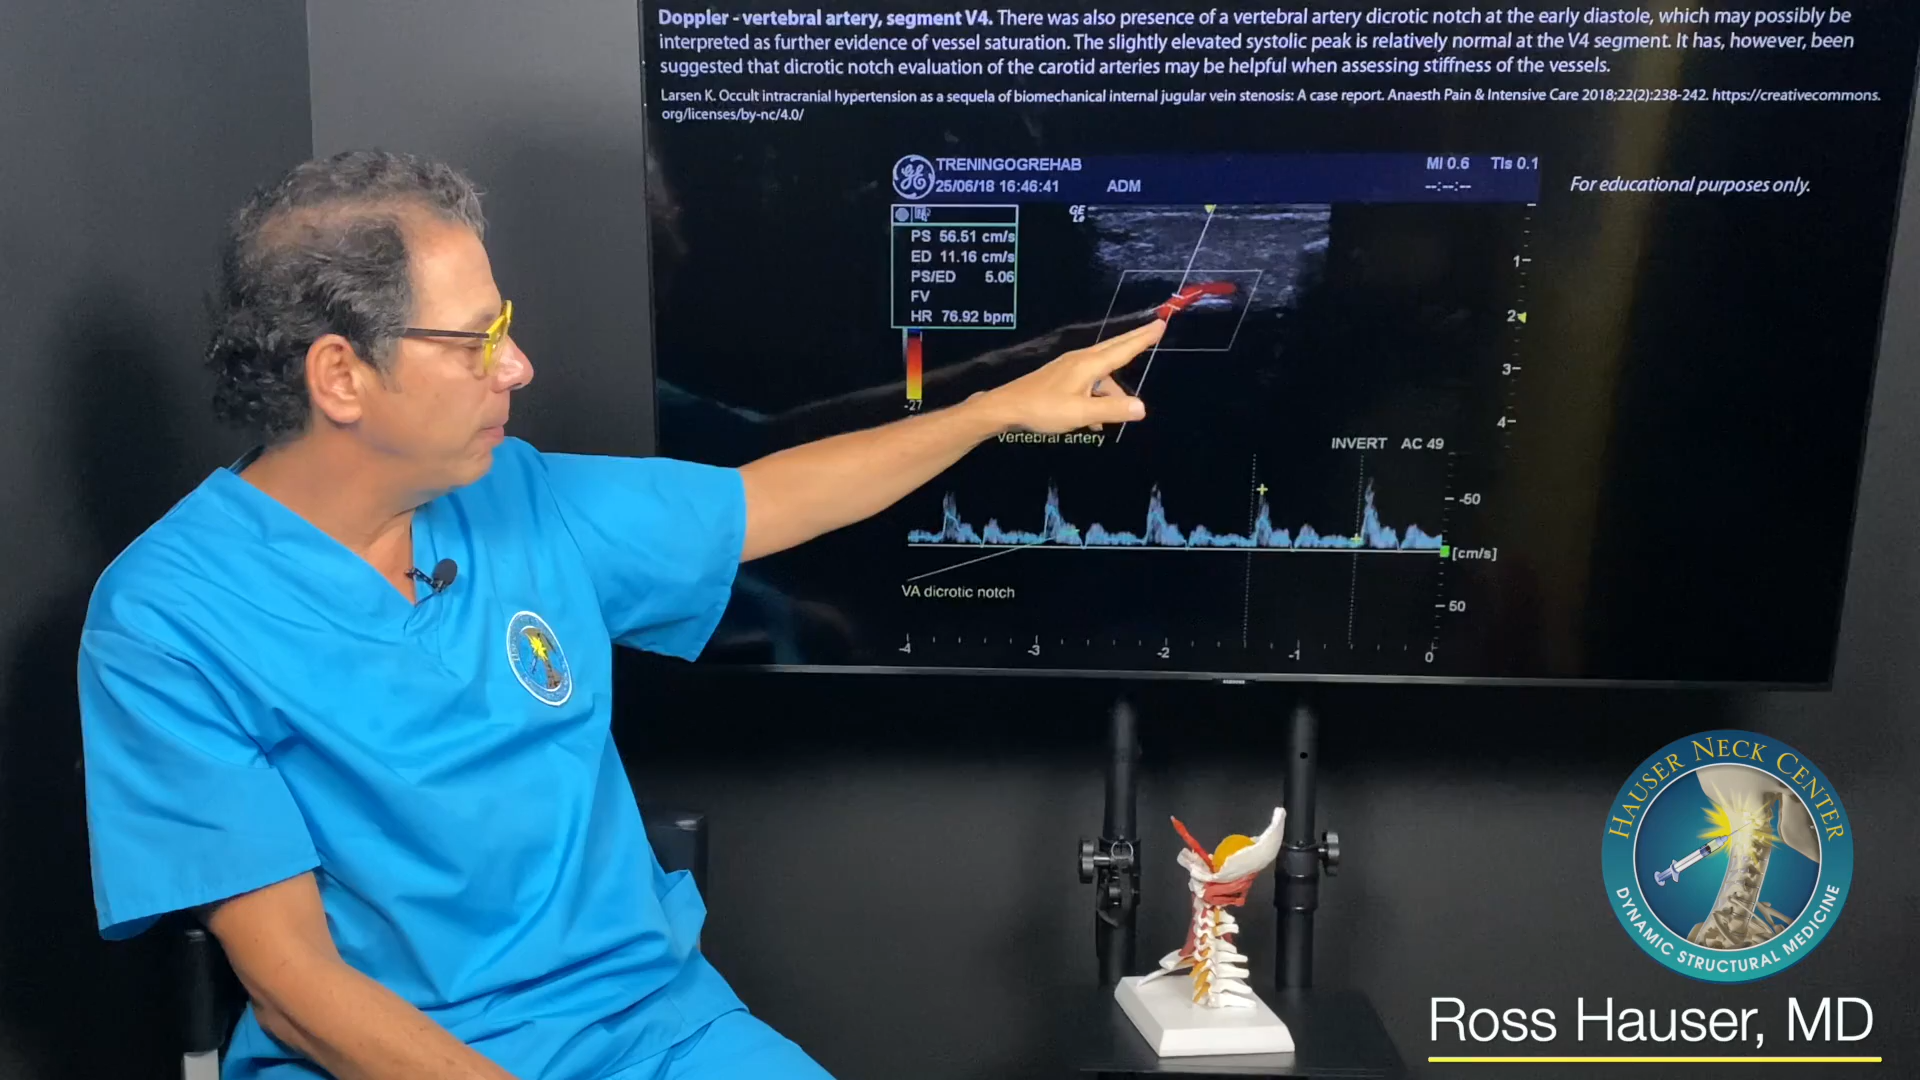 Doppler - vertebral artery, segment V4. There was also presence of a vertebral artery dicrotic notch at the early diastole, which may possibly be
interpreted as further evidence of vessel saturation. The slightly elevated systolic peak is relatively normal at the V4 segment. It has, however, been
suggested that dicrotic notch evaluation of the carotid arteries may be helpful when assessing stiffness of the vessels.
Larsen K. Occult intracranial hypertension as a sequela of biomechanical internal jugular vein stenosis: A case report. Anaesth Pain & Intensive Care 2018;22(2):238-242. https://creativecommons.
org/licenses/by-nc/4.0/
TRENINGOGREHAB
MI 0.6 TIs 0.1
25/06/18 16:46:41 ADM
--:--:--
For educational purposes only.
GE
Le
PS 56.51 cm/s
ED 11.16 cm/s
PS/ED 5.06
FV
HR 76.92 bpm
1
2
3
4
-27
Vertebral artery
INVERT AC 49
-50
[cm/s]
50
VA dicrotic notch
-4 -3 -2 -1 0
SAMSUNG
HAUSER NECK CENTER
DYNAMIC STRUCTURAL MEDICINE
Ross Hauser, MD